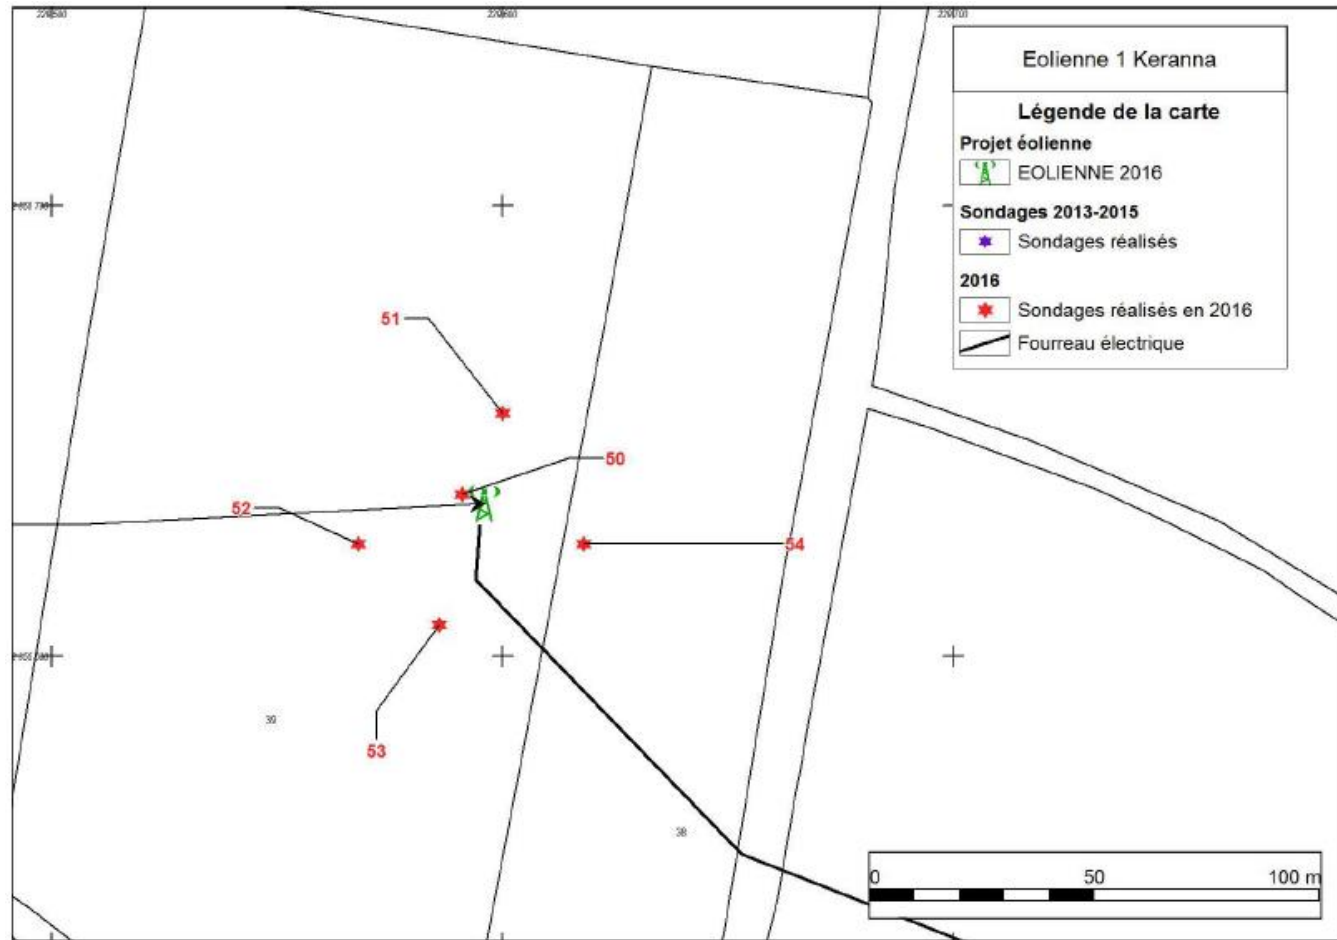 Eolienne 1 Keranna
Légende de la carte
Projet éolienne
EOLIENNE 2016
Sondages 2013-2015
Sondages réalisés
2016
Sondages réalisés en 2016
Fourreau électrique
51
50
52
54
53
39
38
0 50 100 m